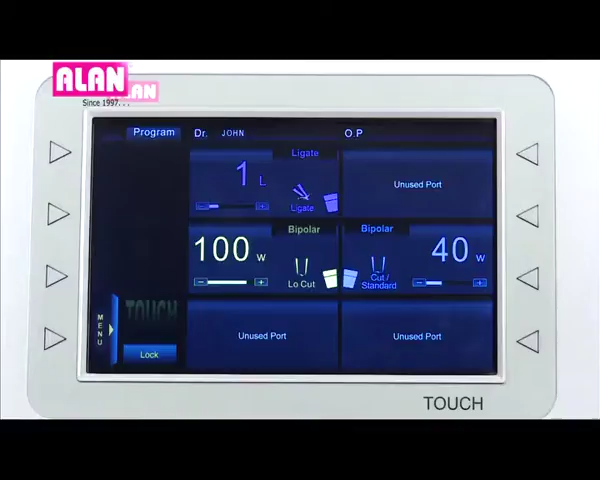 ALAN
AN
Since 1997. . .
Program
Dr. JOHN O.P
Ligate
1 L
Ligate
Unused Port
Bipolar
100 W
Lo Cut
Bipolar
40 W
Cut /
Standard
MENU
TOUCH
Lock
Unused Port
Unused Port
TOUCH